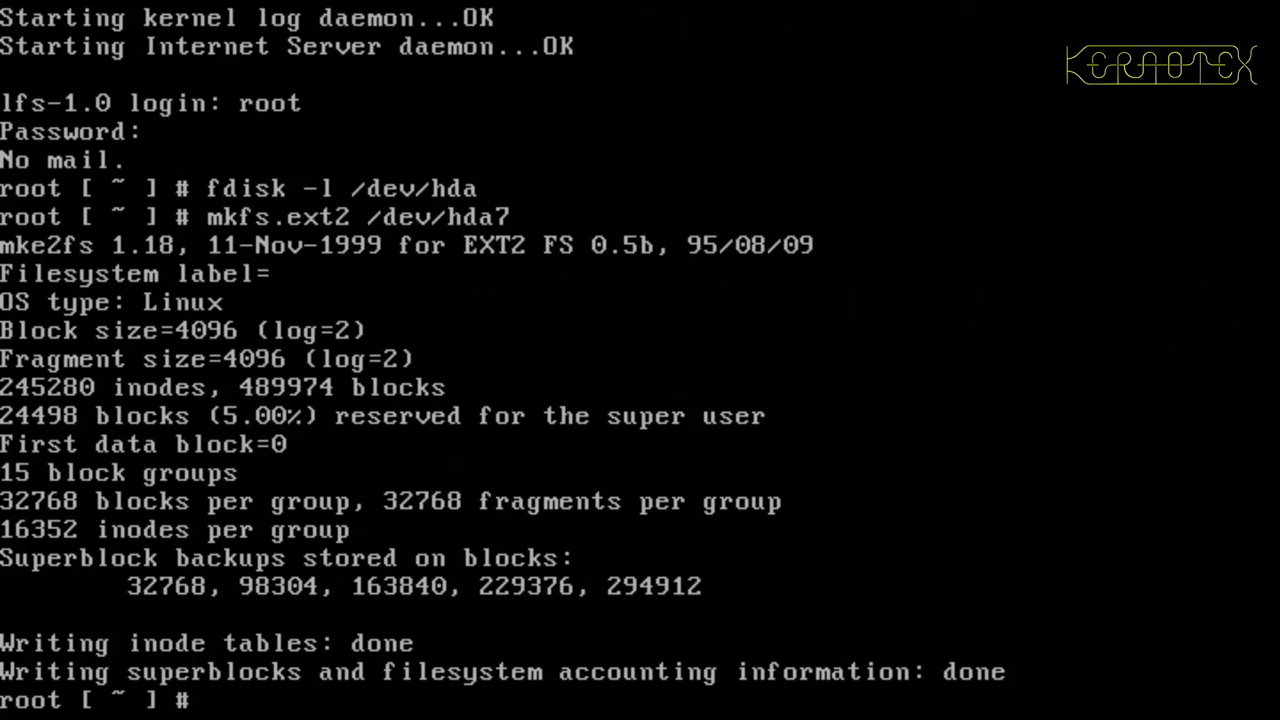 Starting kernel log daemon...OK
Starting Internet Server daemon...OK
KERNOTEX
lfs-1.0 login: root
Password:
No mail.
root [ ~ ] # fdisk -l /dev/hda
root [ ~ ] # mkfs.ext2 /dev/hda7
mke2fs 1.18, 11-Nov-1999 for EXT2 FS 0.5b, 95/08/09
Filesystem label=
OS type: Linux
Block size=4096 (log=2)
Fragment size=4096 (log=2)
245280 inodes, 489974 blocks
24498 blocks (5.00%) reserved for the super user
First data block=0
15 block groups
32768 blocks per group, 32768 fragments per group
16352 inodes per group
Superblock backups stored on blocks:
32768, 98304, 163840, 229376, 294912
Writing inode tables: done
Writing superblocks and filesystem accounting information: done
root [ ~ ] #